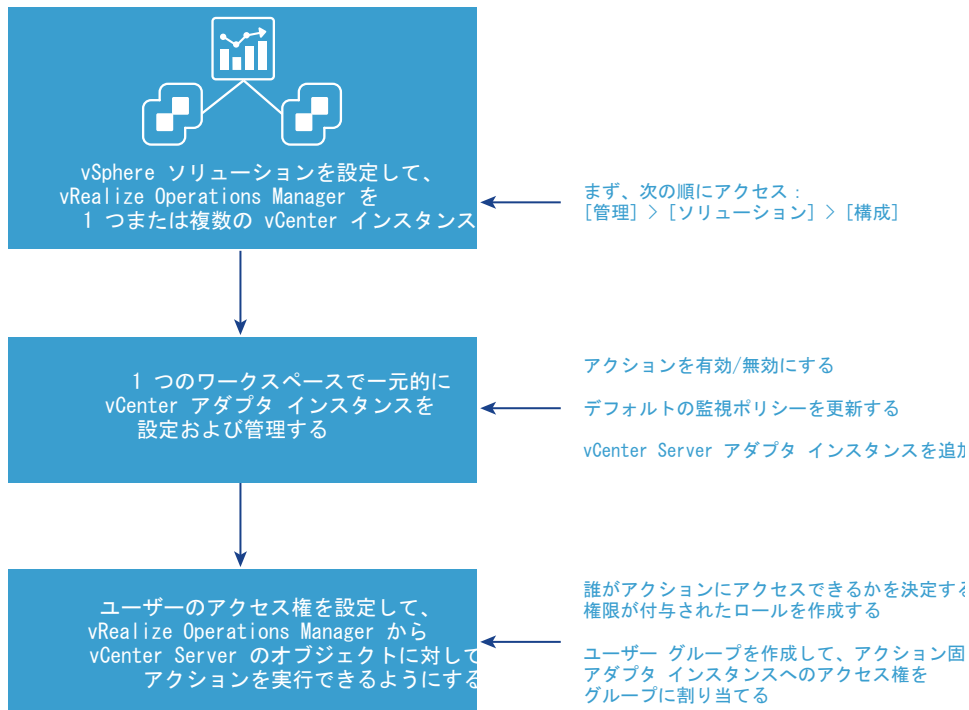 vSphere ソリューションを設定して、
vRealize Operations Manager を
1 つまたは複数の vCenter インスタンス
まず、次の順にアクセス:
[管理] > [ソリューション] > [構成]
1 つのワークスペースで一元的に
vCenter アダプタ インスタンスを
設定および管理する
アクションを有効/無効にする
デフォルトの監視ポリシーを更新する
vCenter Server アダプタ インスタンスを追加
ユーザーのアクセス権を設定して、
vRealize Operations Manager から
vCenter Server のオブジェクトに対して
アクションを実行できるようにする
誰がアクションにアクセスできるかを決定する
権限が付与されたロールを作成する
ユーザー グループを作成して、アクション固
アダプタ インスタンスへのアクセス権を
グループに割り当てる